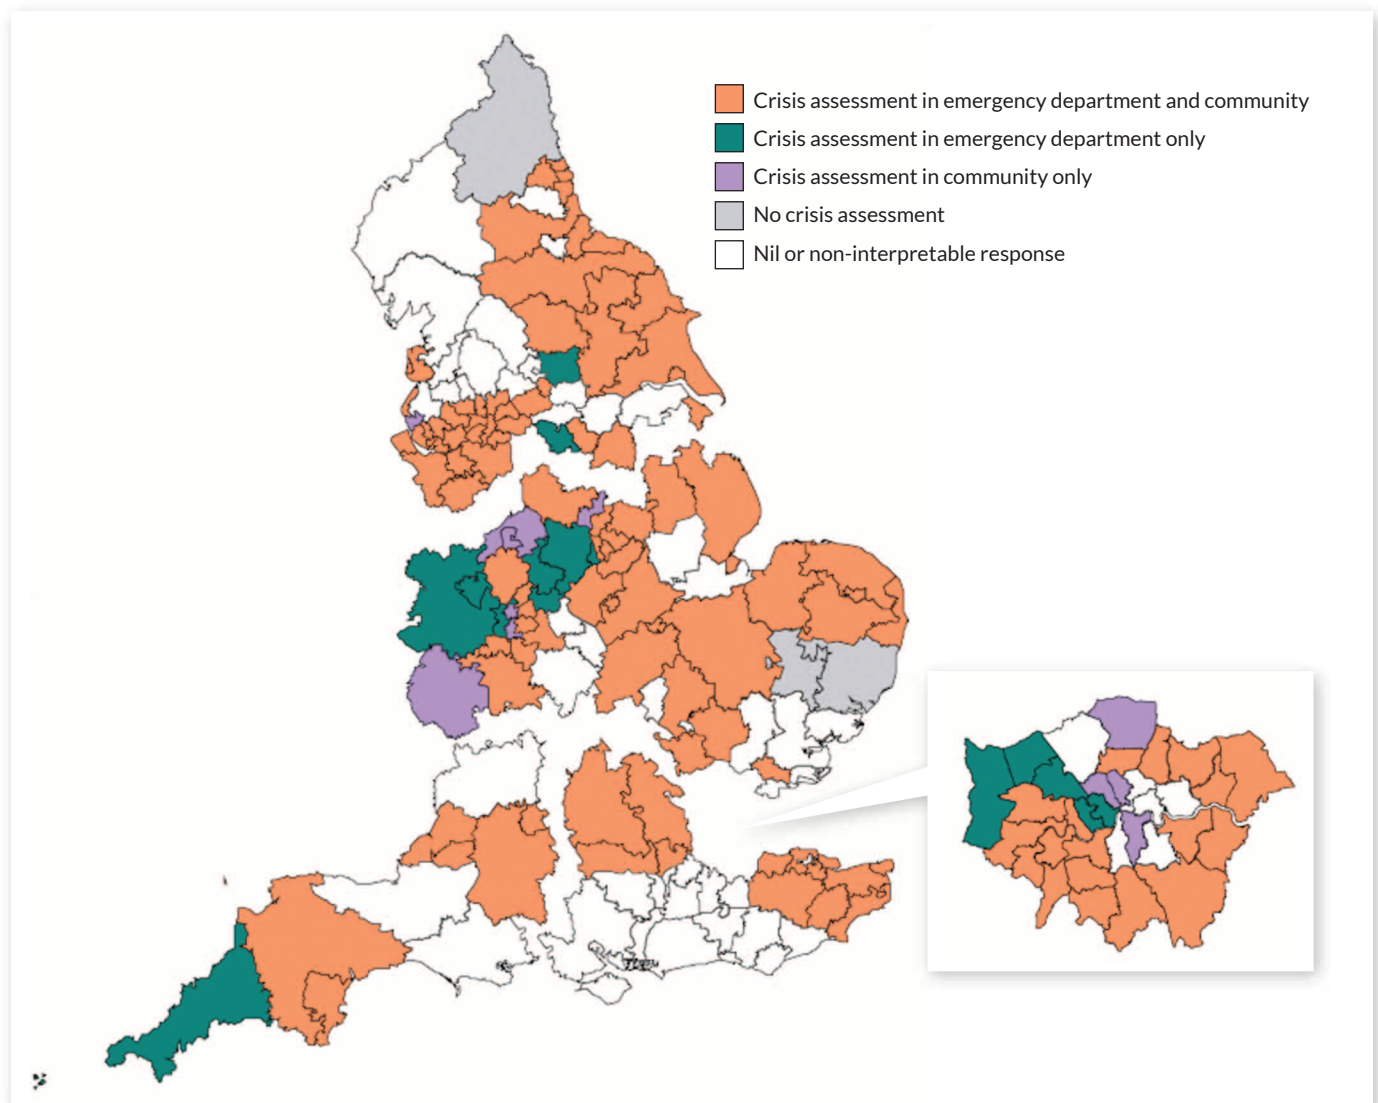 Crisis assessment in emergency department and community
Crisis assessment in emergency department only
Crisis assessment in community only
No crisis assessment
Nil or non-interpretable response